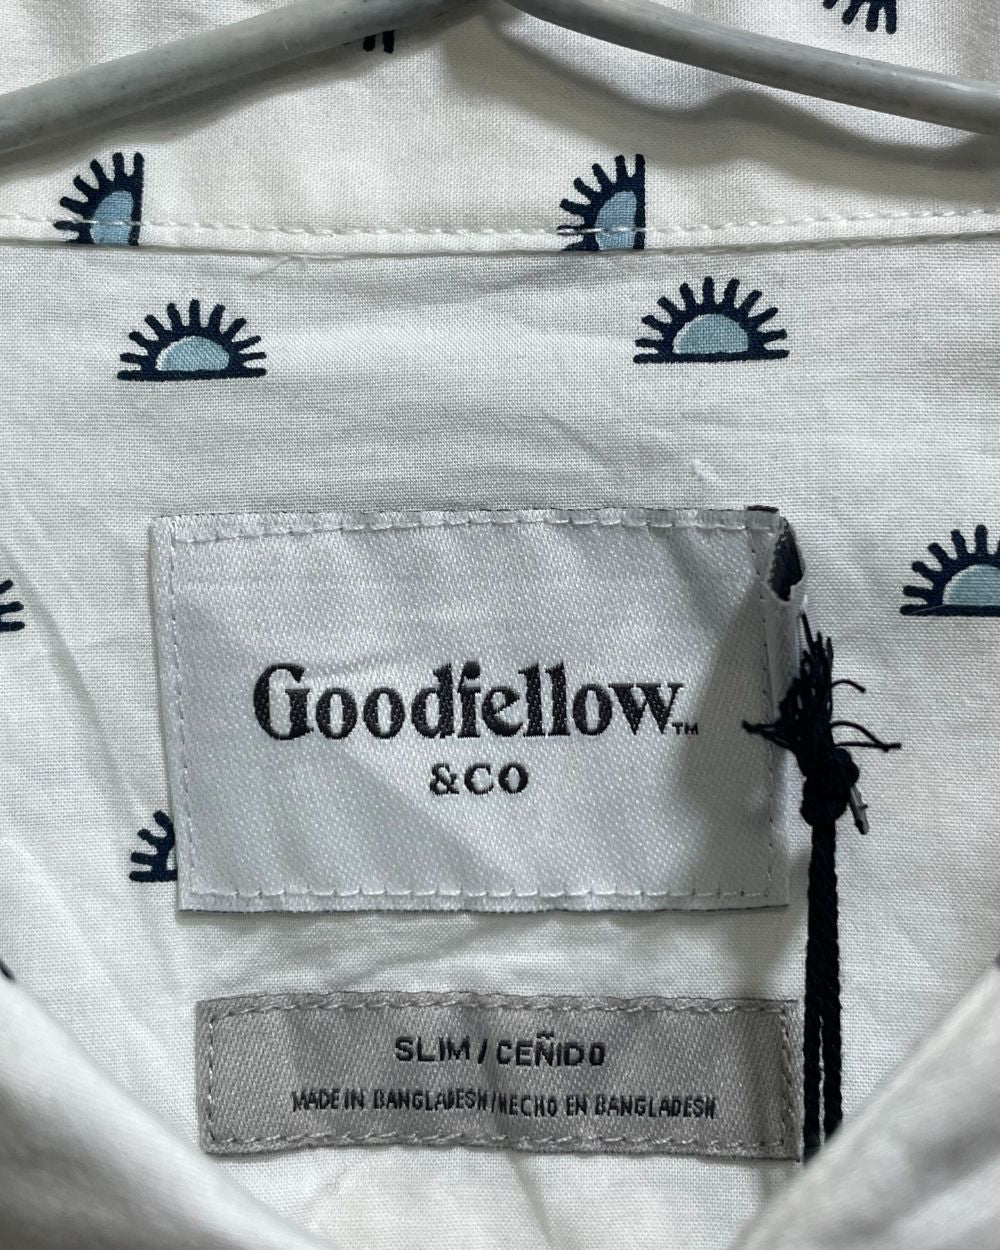 Goodfellow™
&CO
SLIM / CEÑIDO
MADE IN BANGLADESH/HECHO EN BANGLADESH